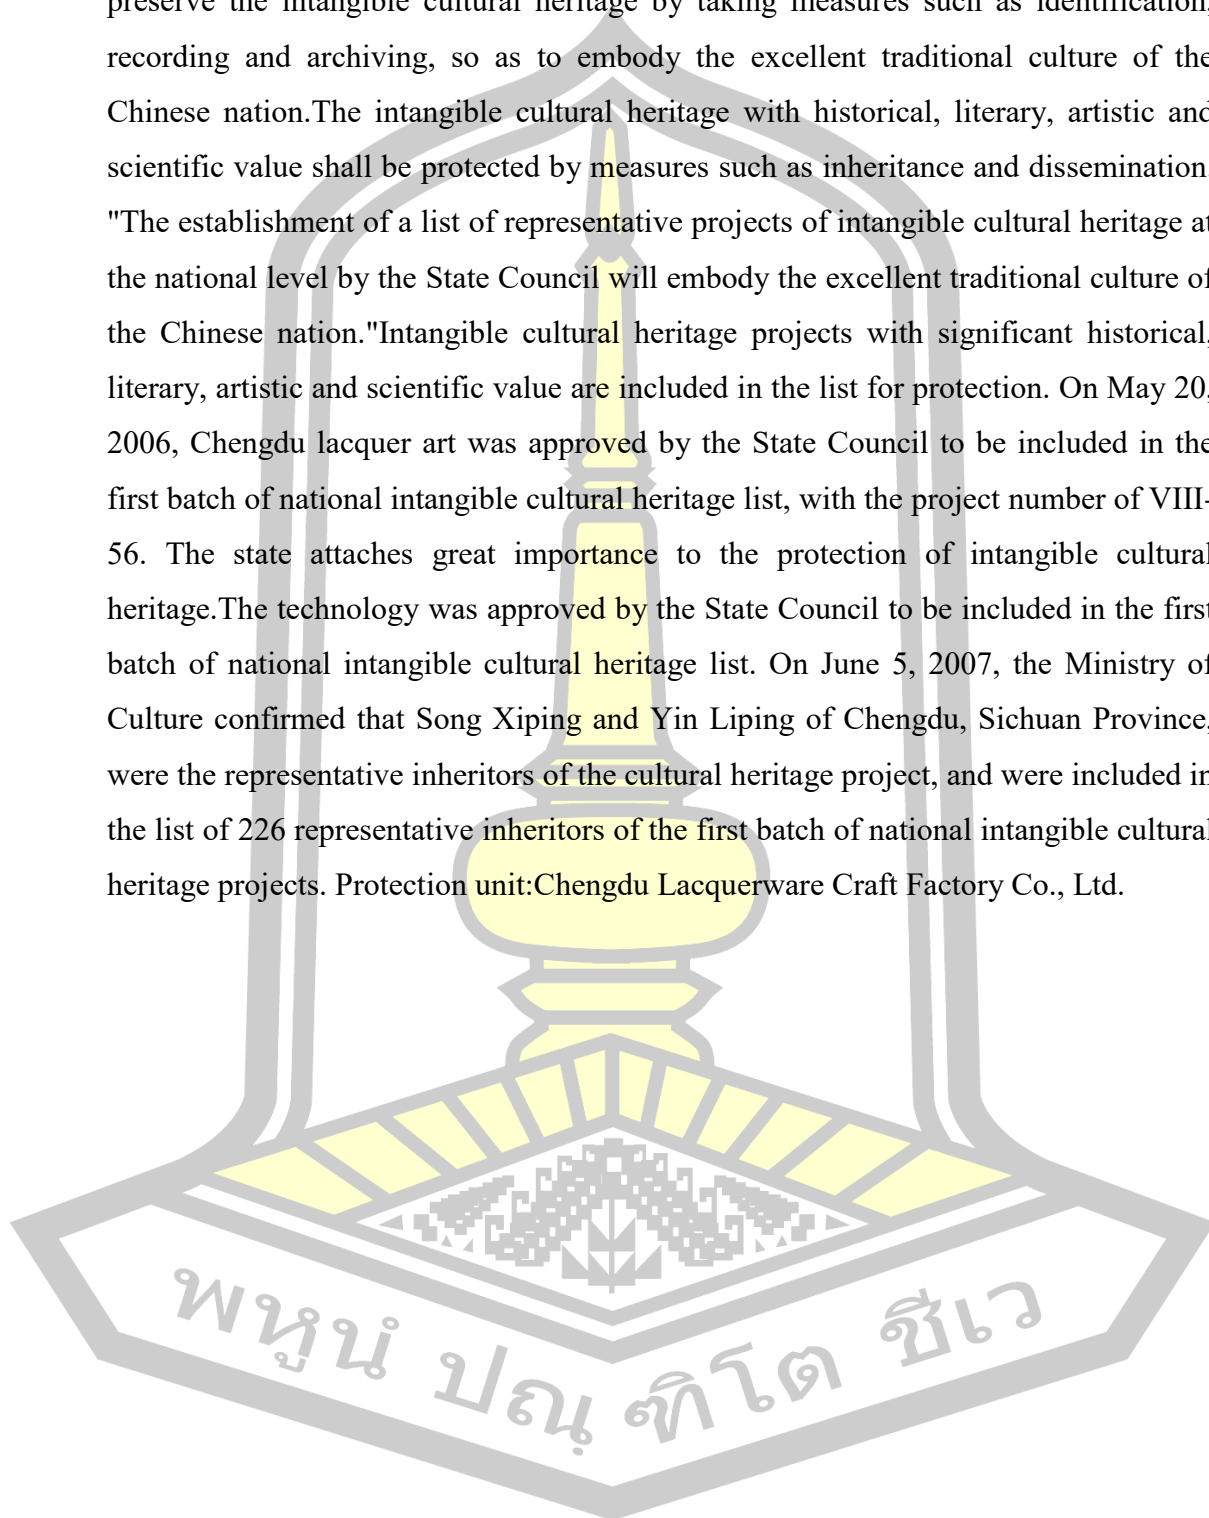 preserve the intangible cultural heritage by taking measures such as identification,
recording and archiving, so as to embody the excellent traditional culture of the
Chinese nation.The intangible cultural heritage with historical, literary, artistic and
scientific value shall be protected by measures such as inheritance and dissemination.
"The establishment of a list of representative projects of intangible cultural heritage at
the national level by the State Council will embody the excellent traditional culture of
the Chinese nation."Intangible cultural heritage projects with significant historical,
literary, artistic and scientific value are included in the list for protection. On May 20,
2006, Chengdu lacquer art was approved by the State Council to be included in the
first batch of national intangible cultural heritage list, with the project number of VIII-
56. The state attaches great importance to the protection of intangible cultural
heritage.The technology was approved by the State Council to be included in the first
batch of national intangible cultural heritage list. On June 5, 2007, the Ministry of
Culture confirmed that Song Xiping and Yin Liping of Chengdu, Sichuan Province,
were the representative inheritors of the cultural heritage project, and were included in
the list of 226 representative inheritors of the first batch of national intangible cultural
heritage projects. Protection unit:Chengdu Lacquerware Craft Factory Co., Ltd.
พหูนํ ปณฺฑิโต ชีเว